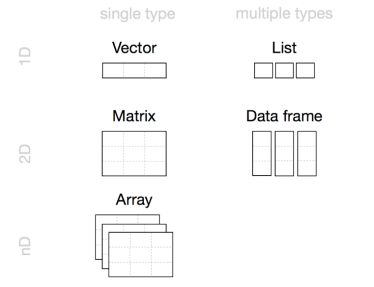 single type multiple types
1D
Vector List
2D
Matrix Data frame
nD
Array